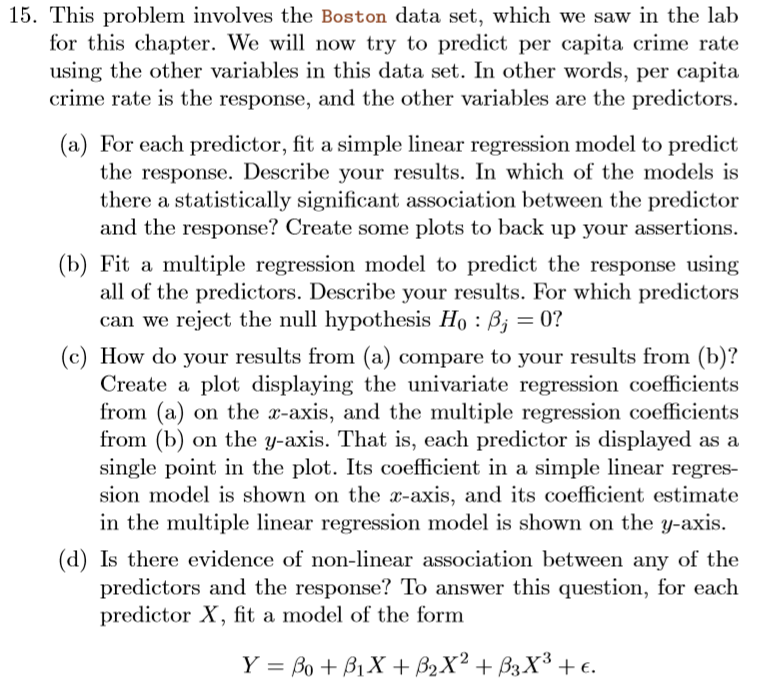 15. This problem involves the Boston data set, which we saw in the lab
for this chapter. We will now try to predict per capita crime rate
using the other variables in this data set. In other words, per capita
crime rate is the response, and the other variables are the predictors.
(a) For each predictor, fit a simple linear regression model to predict
the response. Describe your results. In which of the models is
there a statistically significant association between the predictor
and the response? Create some plots to back up your assertions.
(b) Fit a multiple regression model to predict the response using
all of the predictors. Describe your results. For which predictors
can we reject the null hypothesis H₀ : βⱼ = 0?
(c) How do your results from (a) compare to your results from (b)?
Create a plot displaying the univariate regression coefficients
from (a) on the x-axis, and the multiple regression coefficients
from (b) on the y-axis. That is, each predictor is displayed as a
single point in the plot. Its coefficient in a simple linear regres-
sion model is shown on the x-axis, and its coefficient estimate
in the multiple linear regression model is shown on the y-axis.
(d) Is there evidence of non-linear association between any of the
predictors and the response? To answer this question, for each
predictor X, fit a model of the form
Y = β₀ + β₁X + β₂X² + β₃X³ + ϵ.